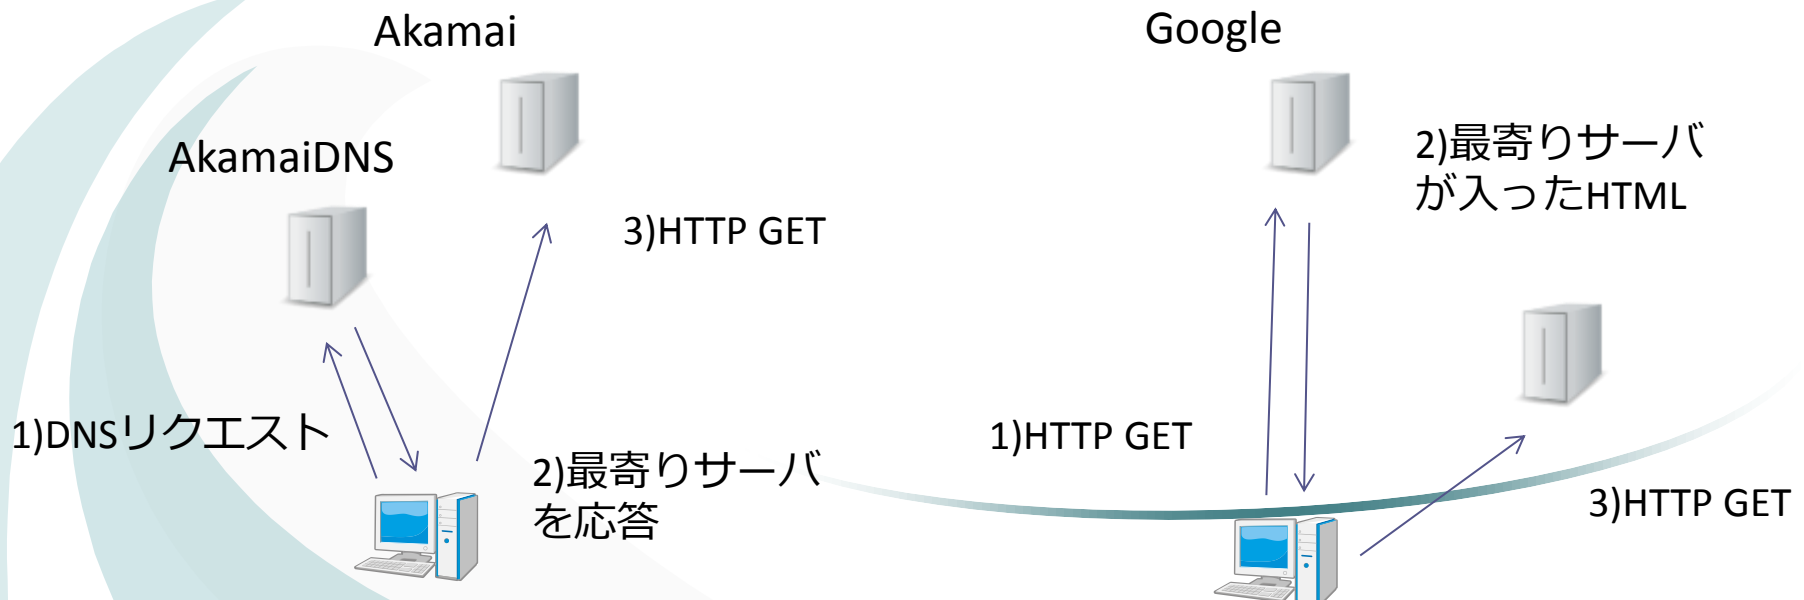 Akamai
AkamaiDNS
3)HTTP GET
1)DNSリクエスト
2)最寄りサーバ
を応答
Google
2)最寄りサーバ
が入ったHTML
1)HTTP GET
3)HTTP GET